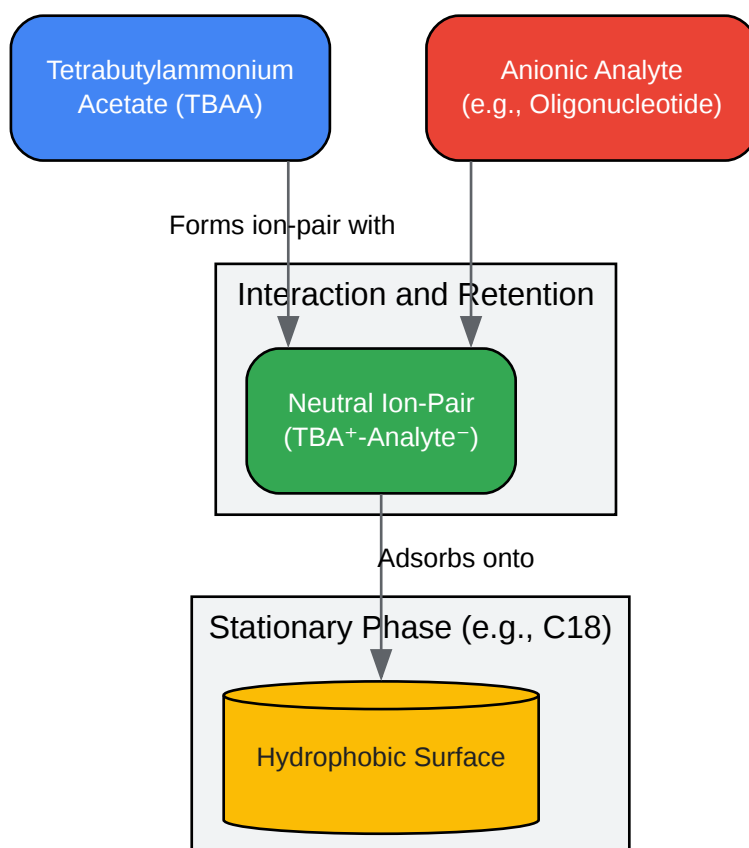 Tetrabutylammonium
Acetate (TBAA)
Anionic Analyte
(e.g., Oligonucleotide)
Forms ion-pair with
Interaction and Retention
Neutral Ion-Pair
(TBA⁺-Analyte⁻)
Adsorbs onto
Stationary Phase (e.g., C18)
Hydrophobic Surface